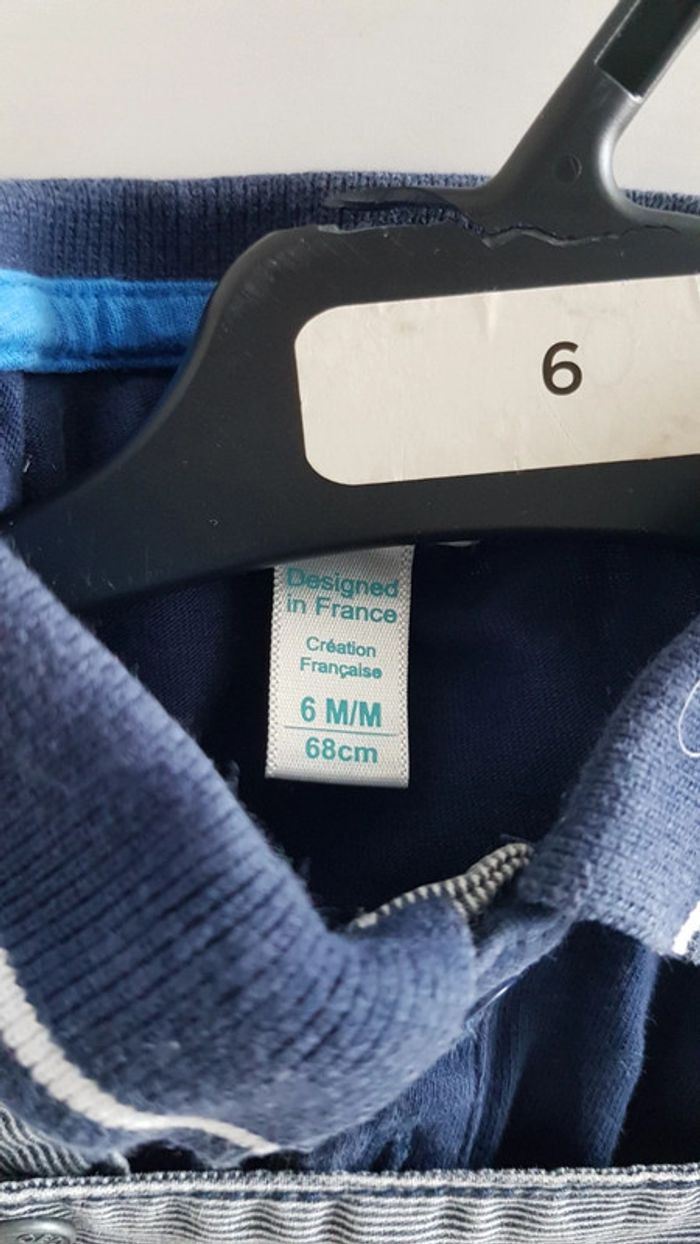 6
Designed
in France
Création
Française
6 M/M
68cm